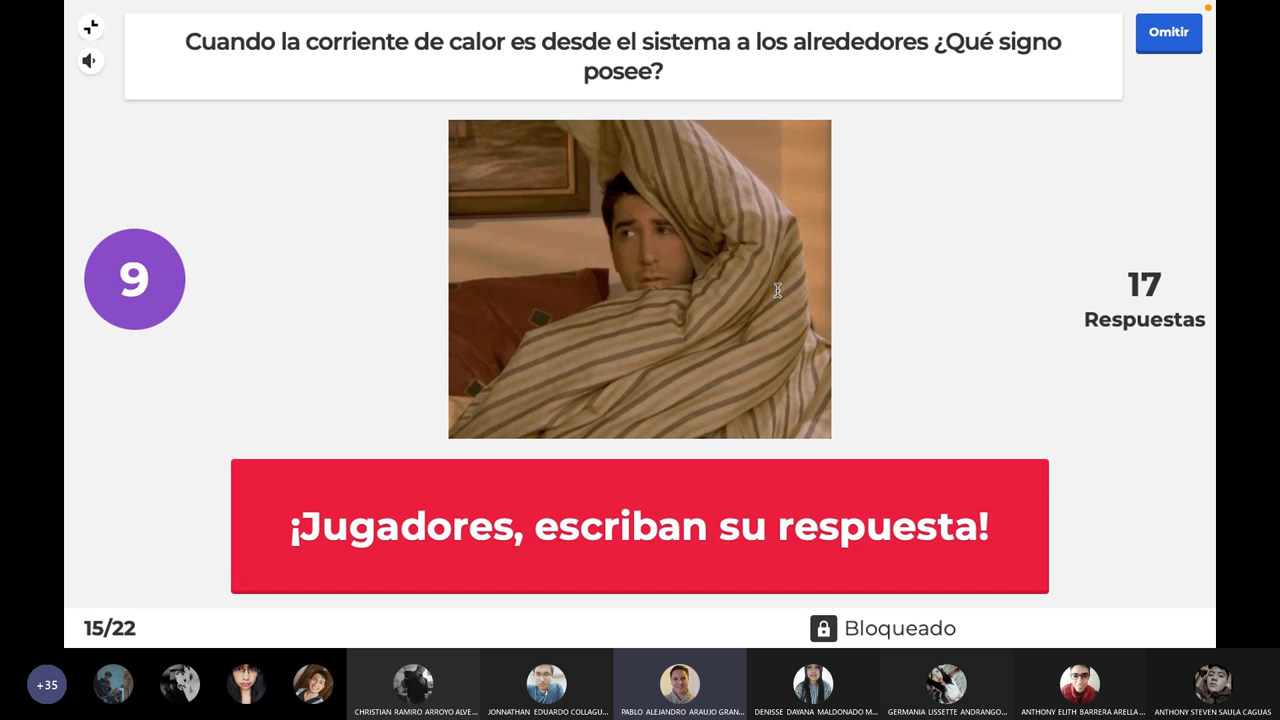 Cuando la corriente de calor es desde el sistema a los alrededores ¿Qué signo
posee?
Omitir
9
17
Respuestas
¡Jugadores, escriban su respuesta!
15/22
Bloqueado
+35
CHRISTIAN RAMIRO ARROYO ALVE...
JONNATHAN EDUARDO COLLAGU...
PABLO ALEJANDRO ARAUJO GRAN...
DENISSE DAYANA MALDONADO M...
GERMANIA LISSETTE ANDRANGO...
ANTHONY ELITH BARRERA ARELLA ...
ANTHONY STEVEN SAULA CAGUAS